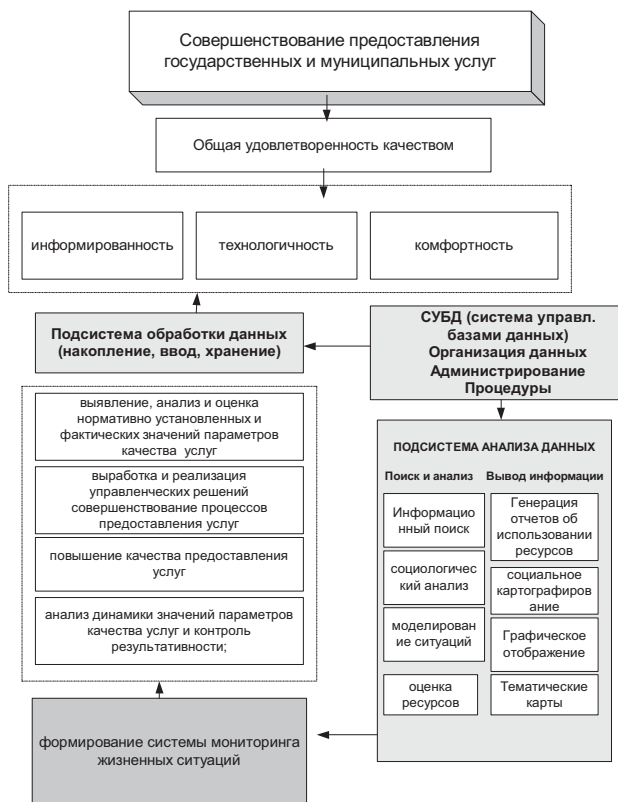 Совершенствование предоставления
государственных и муниципальных услуг
Общая удовлетворенность качеством
информированность
технологичность
комфортность
Подсистема обработки данных
(накопление, ввод, хранение)
СУБД (система управл.
базами данных)
Организация данных
Администрирование
Процедуры
выявление, анализ и оценка
нормативно установленных и
фактических значений параметров
качества услуг
выработка и реализация
управленческих решений
совершенствование процессов
предоставления услуг
повышение качества предоставления
услуг
анализ динамики значений параметров
качества услуг и контроль
результативности;
ПОДСИСТЕМА АНАЛИЗА ДАННЫХ
Поиск и анализ
Вывод информации
Информацио
нный поиск
социологичес
кий анализ
моделирован
ие ситуаций
оценка
ресурсов
Генерация
отчетов об
использовании
ресурсов
социальное
картографиров
ание
Графическое
отображение
Тематические
карты
формирование системы мониторинга
жизненных ситуаций